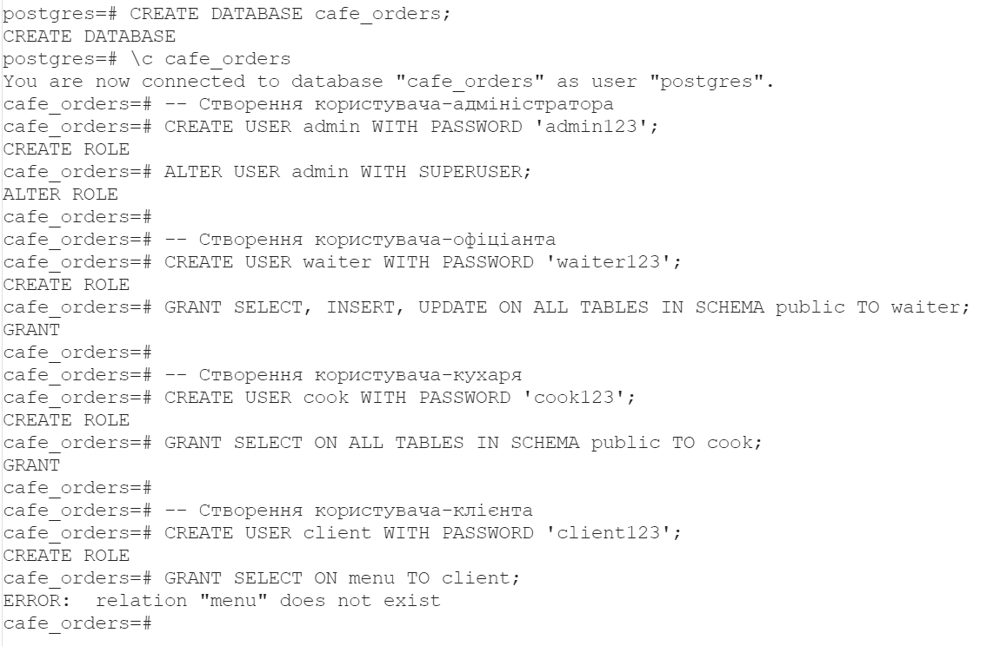 postgres=# CREATE DATABASE cafe_orders;
CREATE DATABASE
postgres=# \c cafe_orders
You are now connected to database "cafe_orders" as user "postgres".
cafe_orders=# -- Створення користувача-адміністратора
cafe_orders=# CREATE USER admin WITH PASSWORD 'admin123';
CREATE ROLE
cafe_orders=# ALTER USER admin WITH SUPERUSER;
ALTER ROLE
cafe_orders=#
cafe_orders=# -- Створення користувача-офіціанта
cafe_orders=# CREATE USER waiter WITH PASSWORD 'waiter123';
CREATE ROLE
cafe_orders=# GRANT SELECT, INSERT, UPDATE ON ALL TABLES IN SCHEMA public TO waiter;
GRANT
cafe_orders=#
cafe_orders=# -- Створення користувача-кухаря
cafe_orders=# CREATE USER cook WITH PASSWORD 'cook123';
CREATE ROLE
cafe_orders=# GRANT SELECT ON ALL TABLES IN SCHEMA public TO cook;
GRANT
cafe_orders=#
cafe_orders=# -- Створення користувача-клієнта
cafe_orders=# CREATE USER client WITH PASSWORD 'client123';
CREATE ROLE
cafe_orders=# GRANT SELECT ON menu TO client;
ERROR:  relation "menu" does not exist
cafe_orders=#